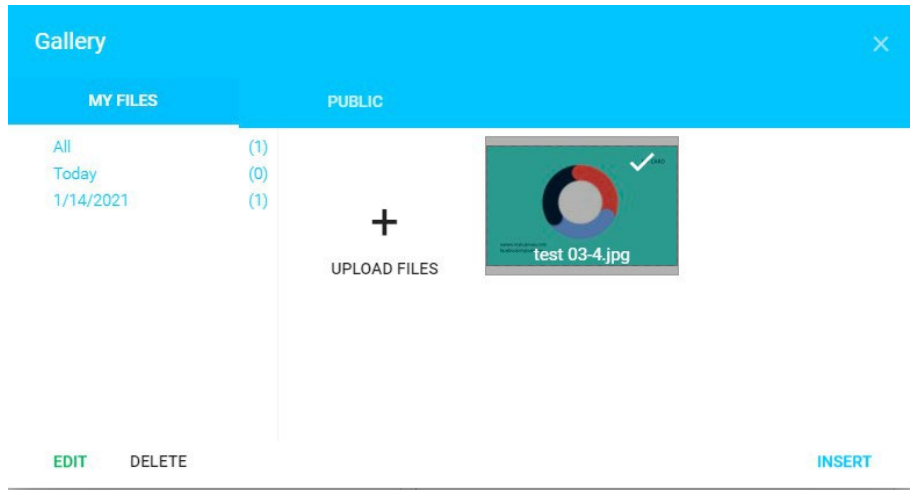 Gallery
MY FILES
PUBLIC
All (1)
Today (0)
1/14/2021 (1)
UPLOAD FILES
test 03-4.jpg
EDIT
DELETE
INSERT